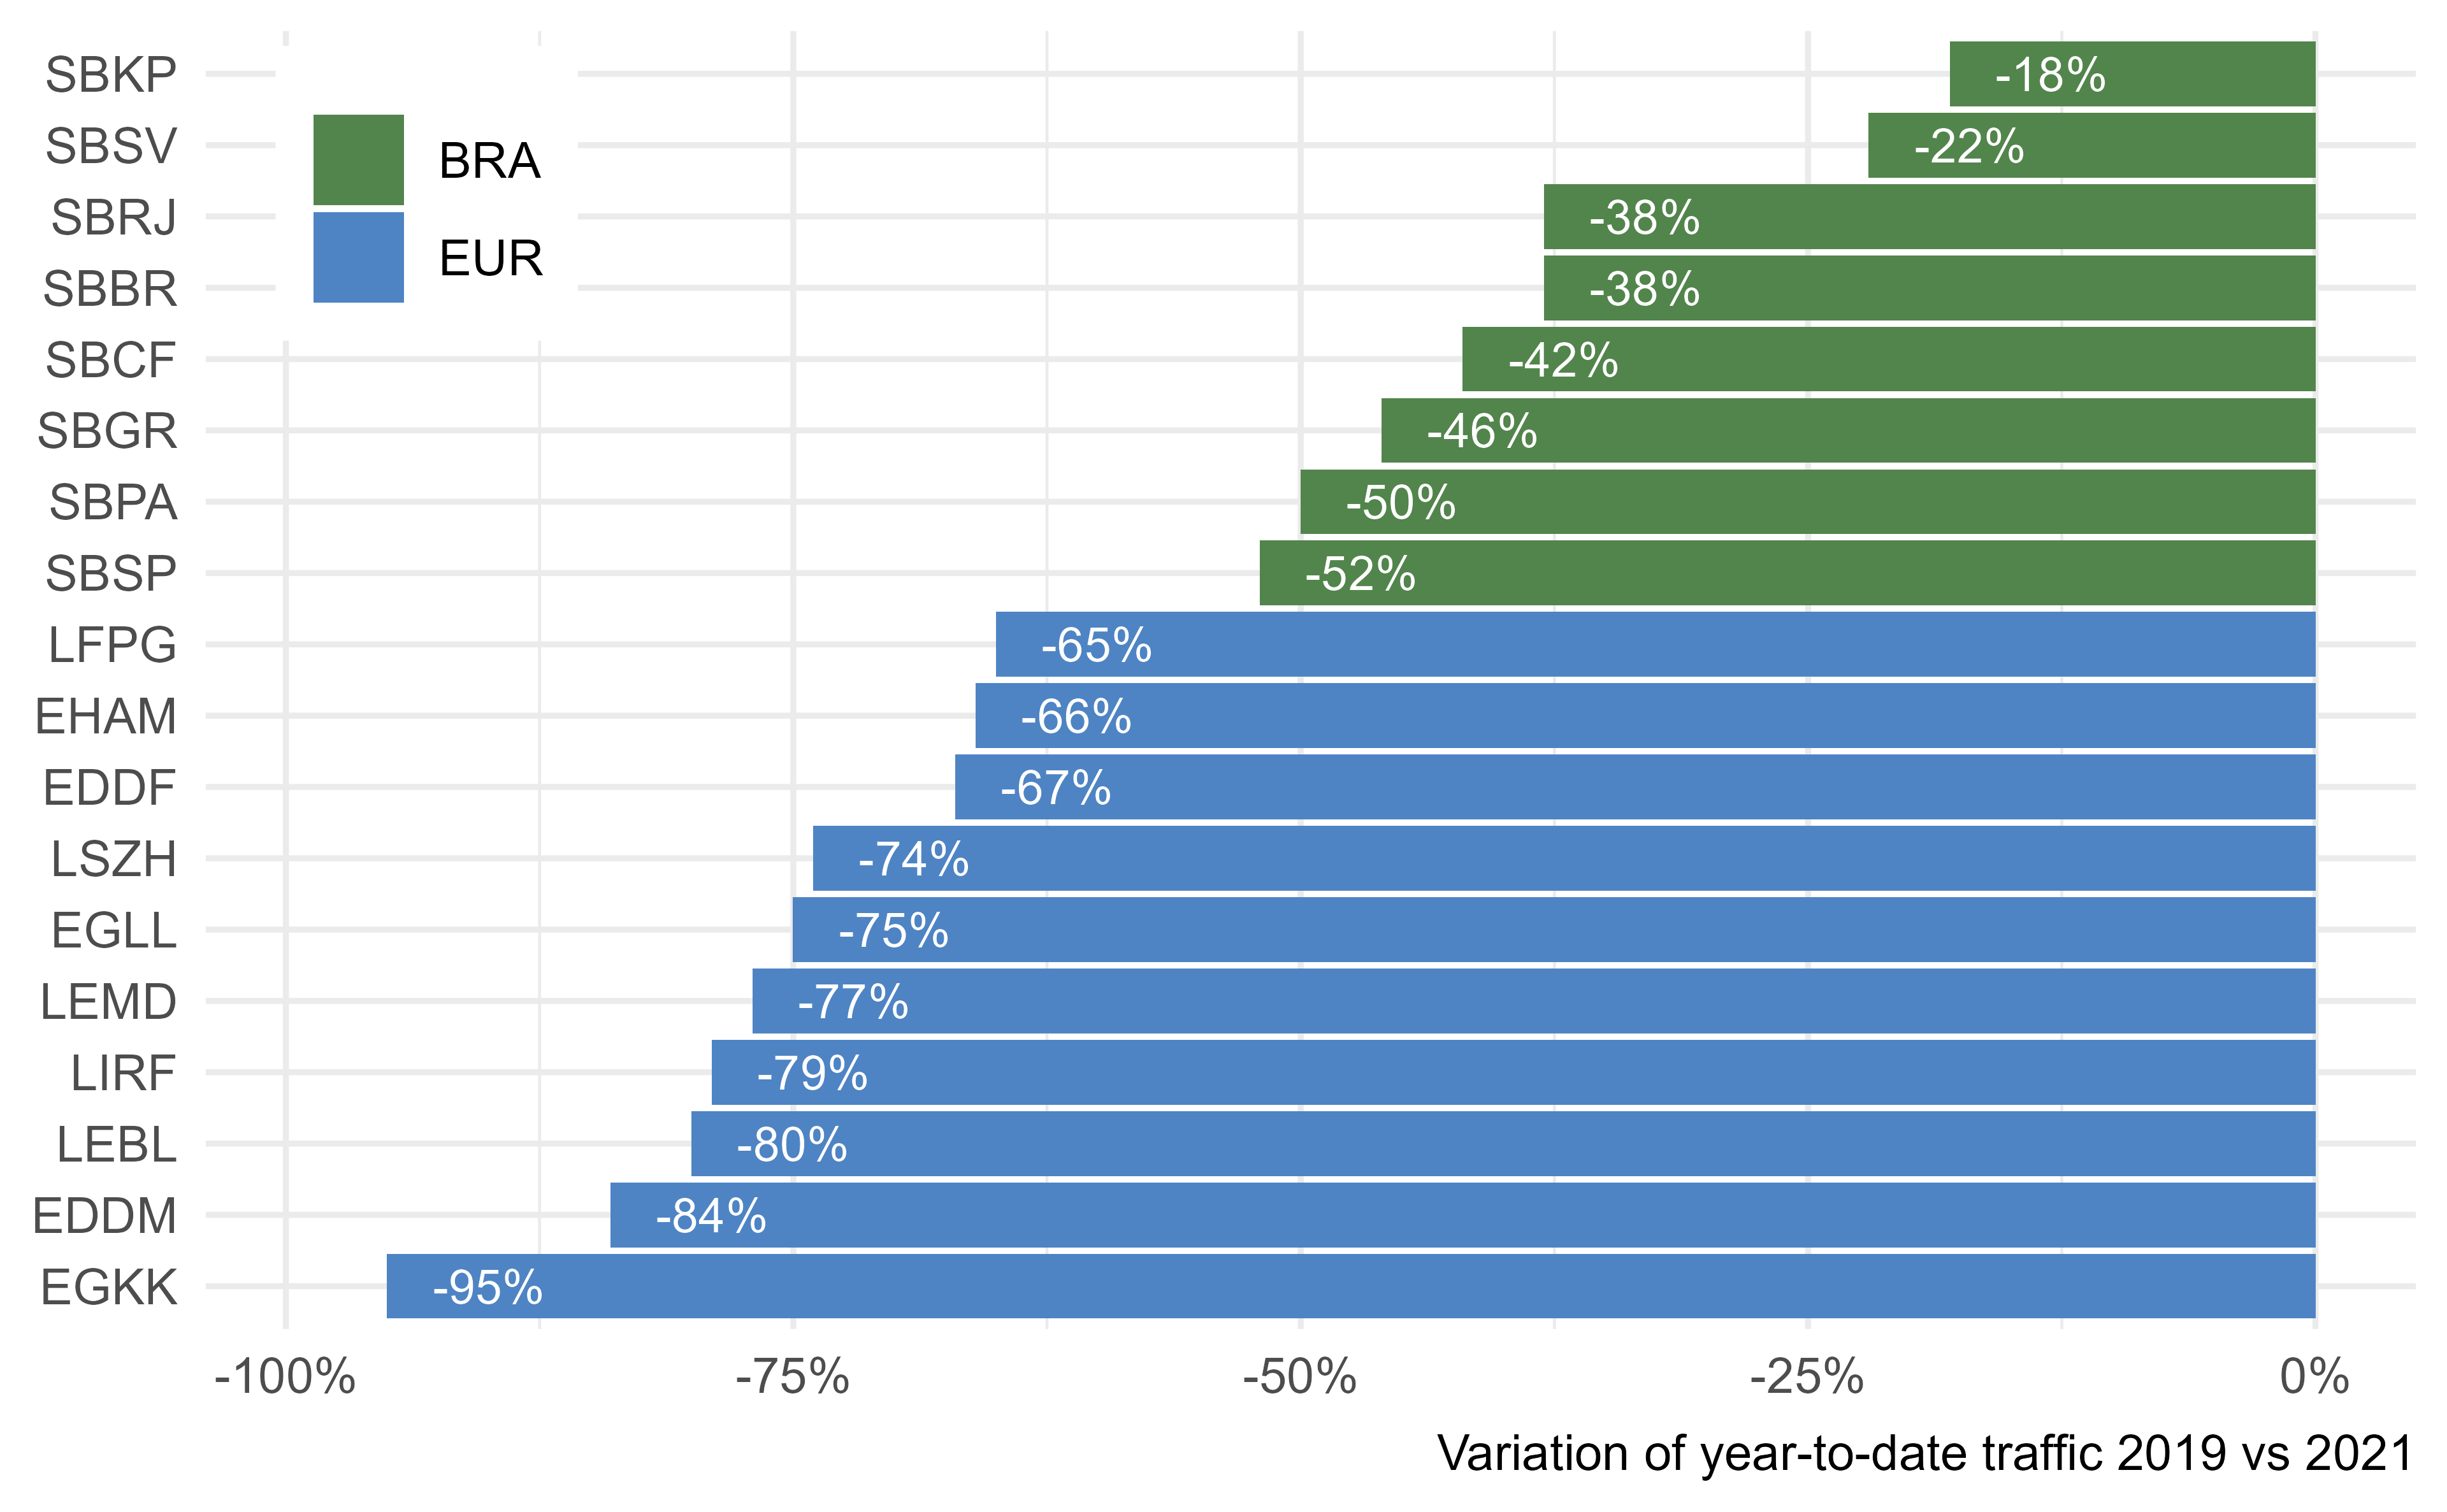 SBKP -18%
SBSV -22%
BRA
SBRJ -38%
EUR
SBBR -38%
SBCF -42%
SBGR -46%
SBPA -50%
SBSP -52%
LFPG -65%
EHAM -66%
EDDF -67%
LSZH -74%
EGLL -75%
LEMD -77%
LIRF -79%
LEBL -80%
EDDM -84%
EGKK -95%
-100% -75% -50% -25% 0%
Variation of year-to-date traffic 2019 vs 2021